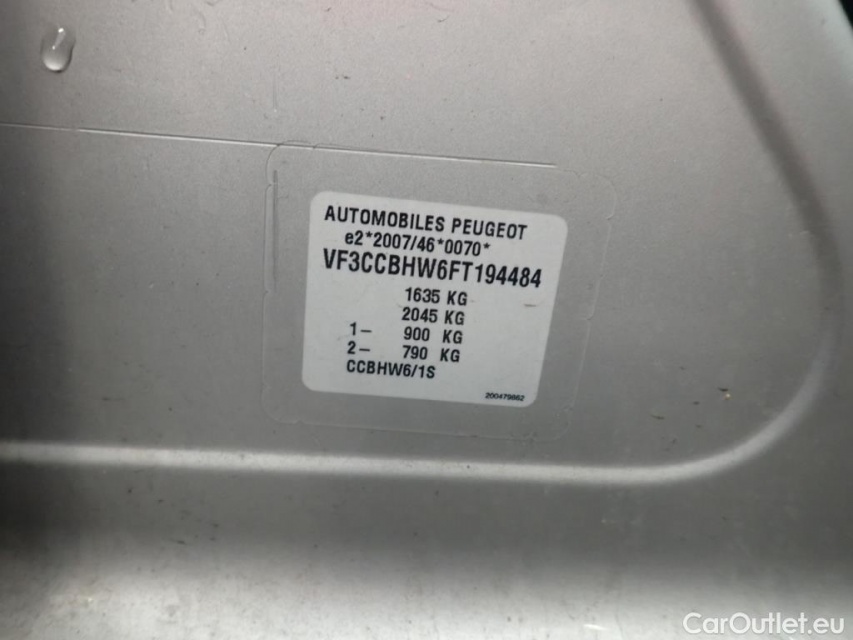 AUTOMOBILES PEUGEOT
e2*2007/46*0070*
VF3CCBHW6FT194484
1635 KG
2045 KG
1– 900 KG
2– 790 KG
CCBHW6/1S
200479862
CarOutlet.eu